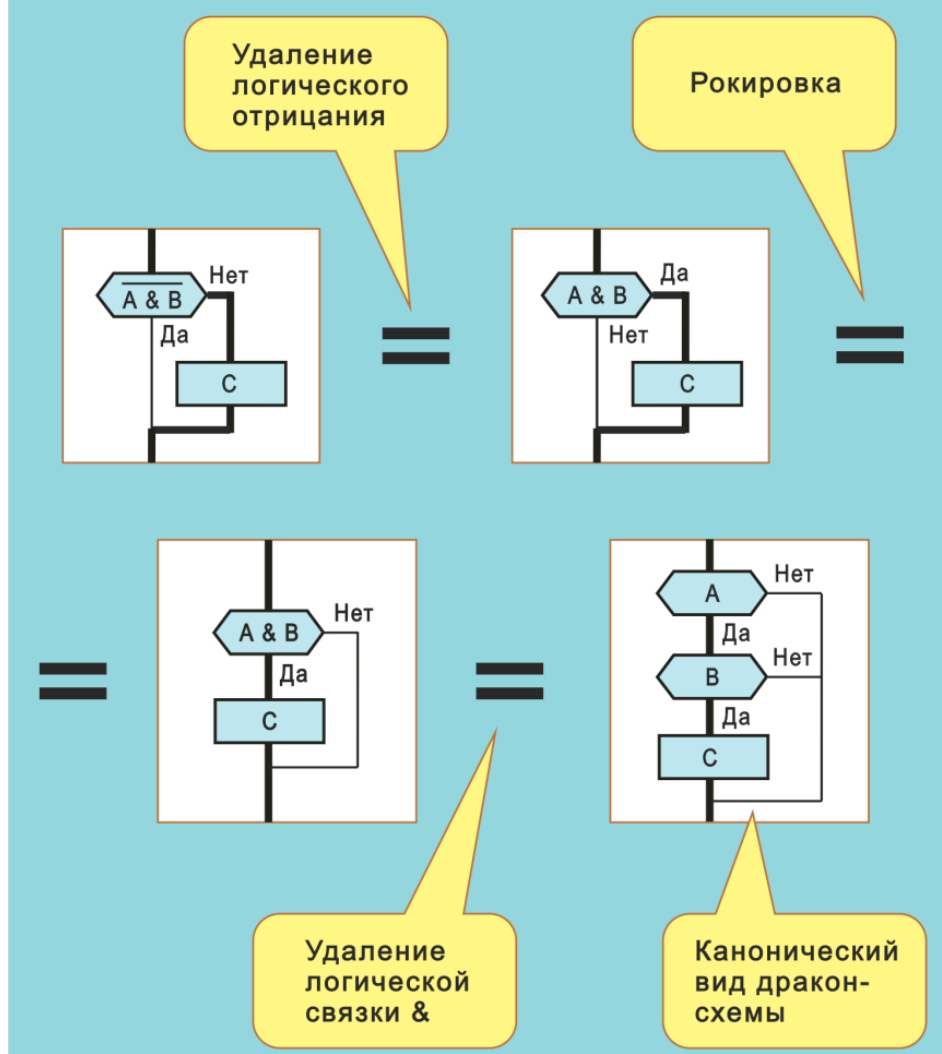 Удаление
логического
отрицания
Рокировка
A & B
Нет
Да
C
=
A & B
Да
Нет
C
=
=
A & B
Нет
Да
C
=
A
Нет
Да
B
Нет
Да
C
Удаление
логической
связки &
Канонический
вид дракон-
схемы